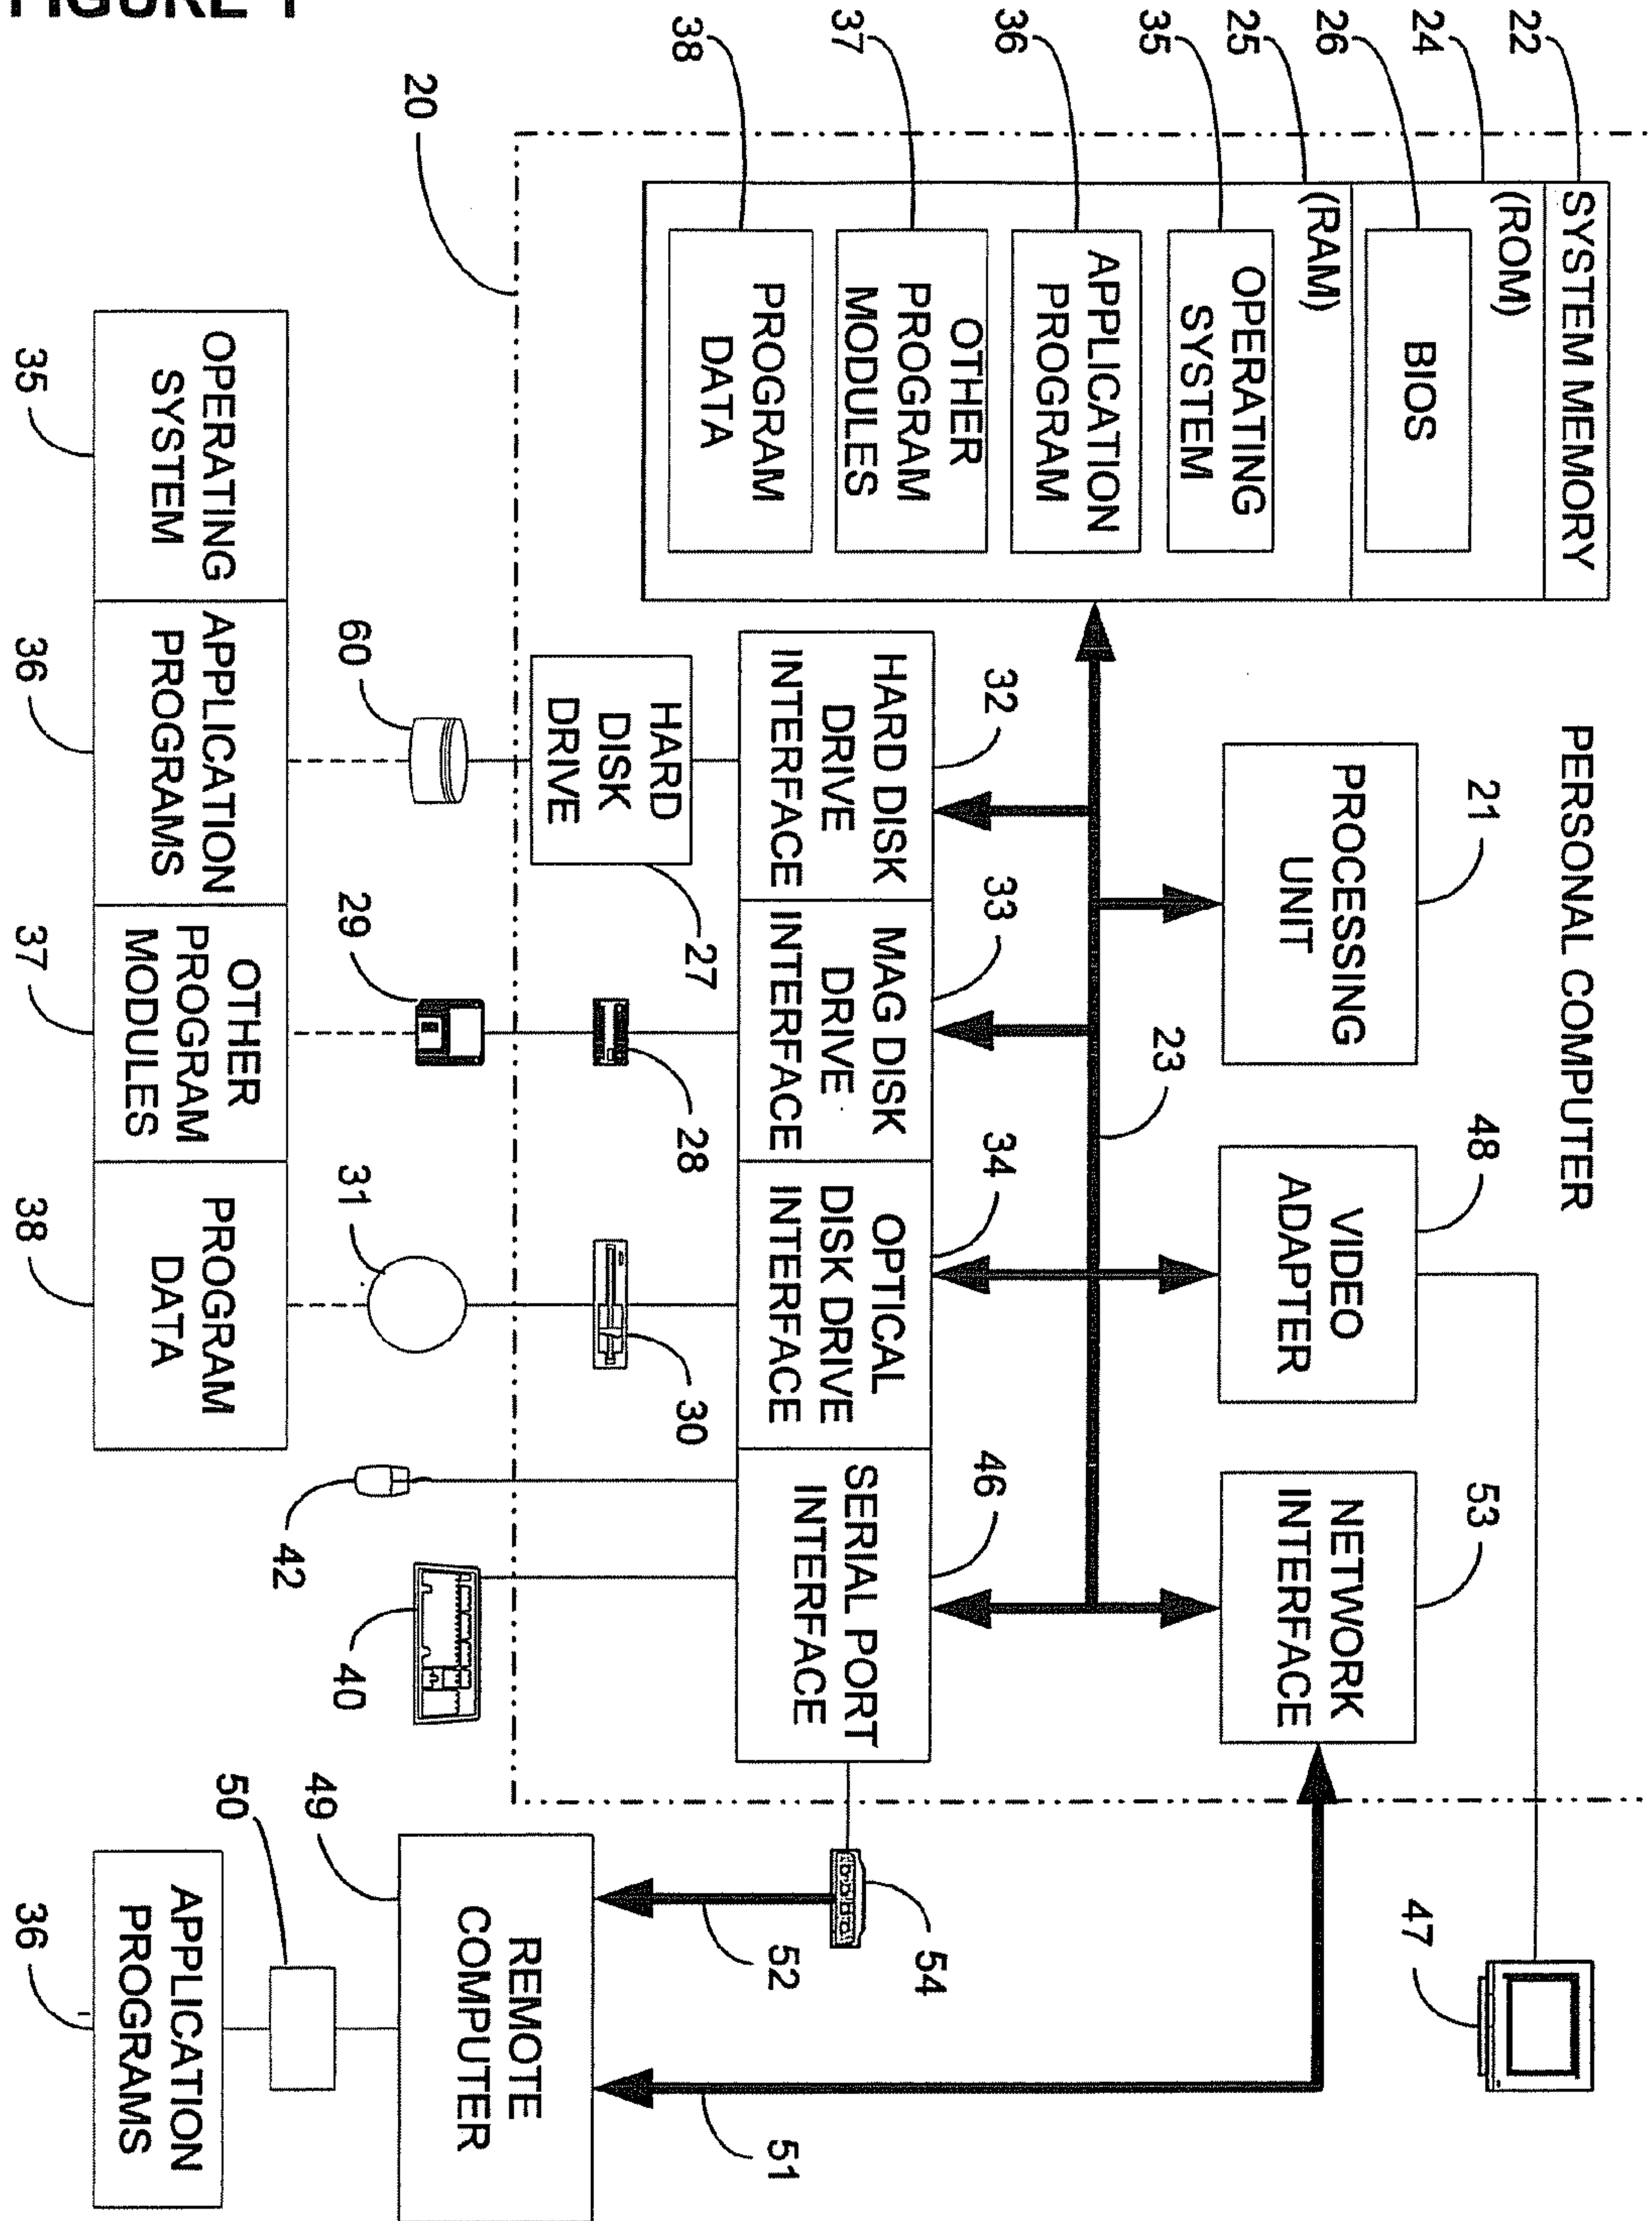 PERSONAL COMPUTER
22
SYSTEM MEMORY
24
(ROM)
26
BIOS
25
(RAM)
35
OPERATING
SYSTEM
36
APPLICATION
PROGRAM
37
OTHER
PROGRAM
MODULES
38
PROGRAM
DATA
20
21
PROCESSING
UNIT
48
VIDEO
ADAPTER
53
NETWORK
INTERFACE
47
23
32
HARD DISK
DRIVE
INTERFACE
33
MAG DISK
DRIVE
INTERFACE
34
OPTICAL
DISK DRIVE
INTERFACE
46
SERIAL PORT
INTERFACE
HARD
DISK
DRIVE
27
28
30
54
52
51
60
29
31
42
40
49
REMOTE
COMPUTER
50
OPERATING
SYSTEM
35
APPLICATION
PROGRAMS
36
OTHER
PROGRAM
MODULES
37
PROGRAM
DATA
38
APPLICATION
PROGRAMS
36
FIGURE 1